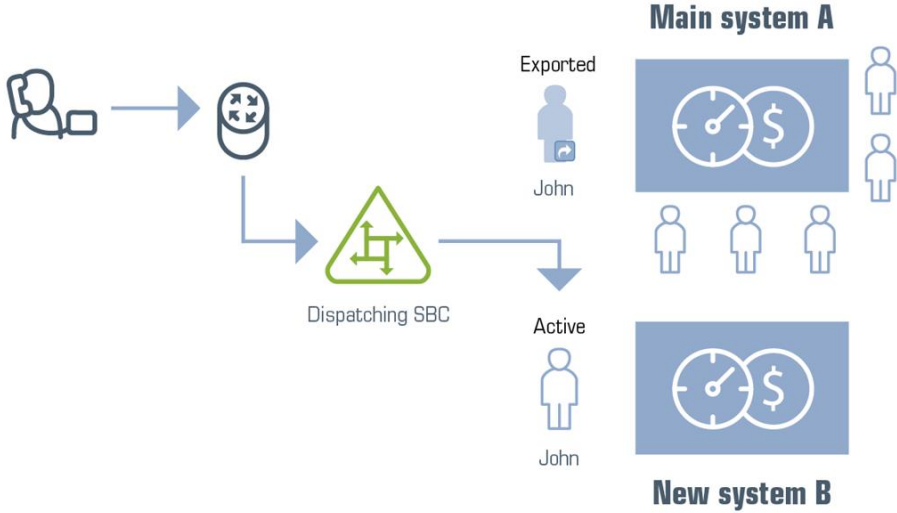 Main system A
Exported
$
John
Dispatching SBC
Active
$
John
New system B